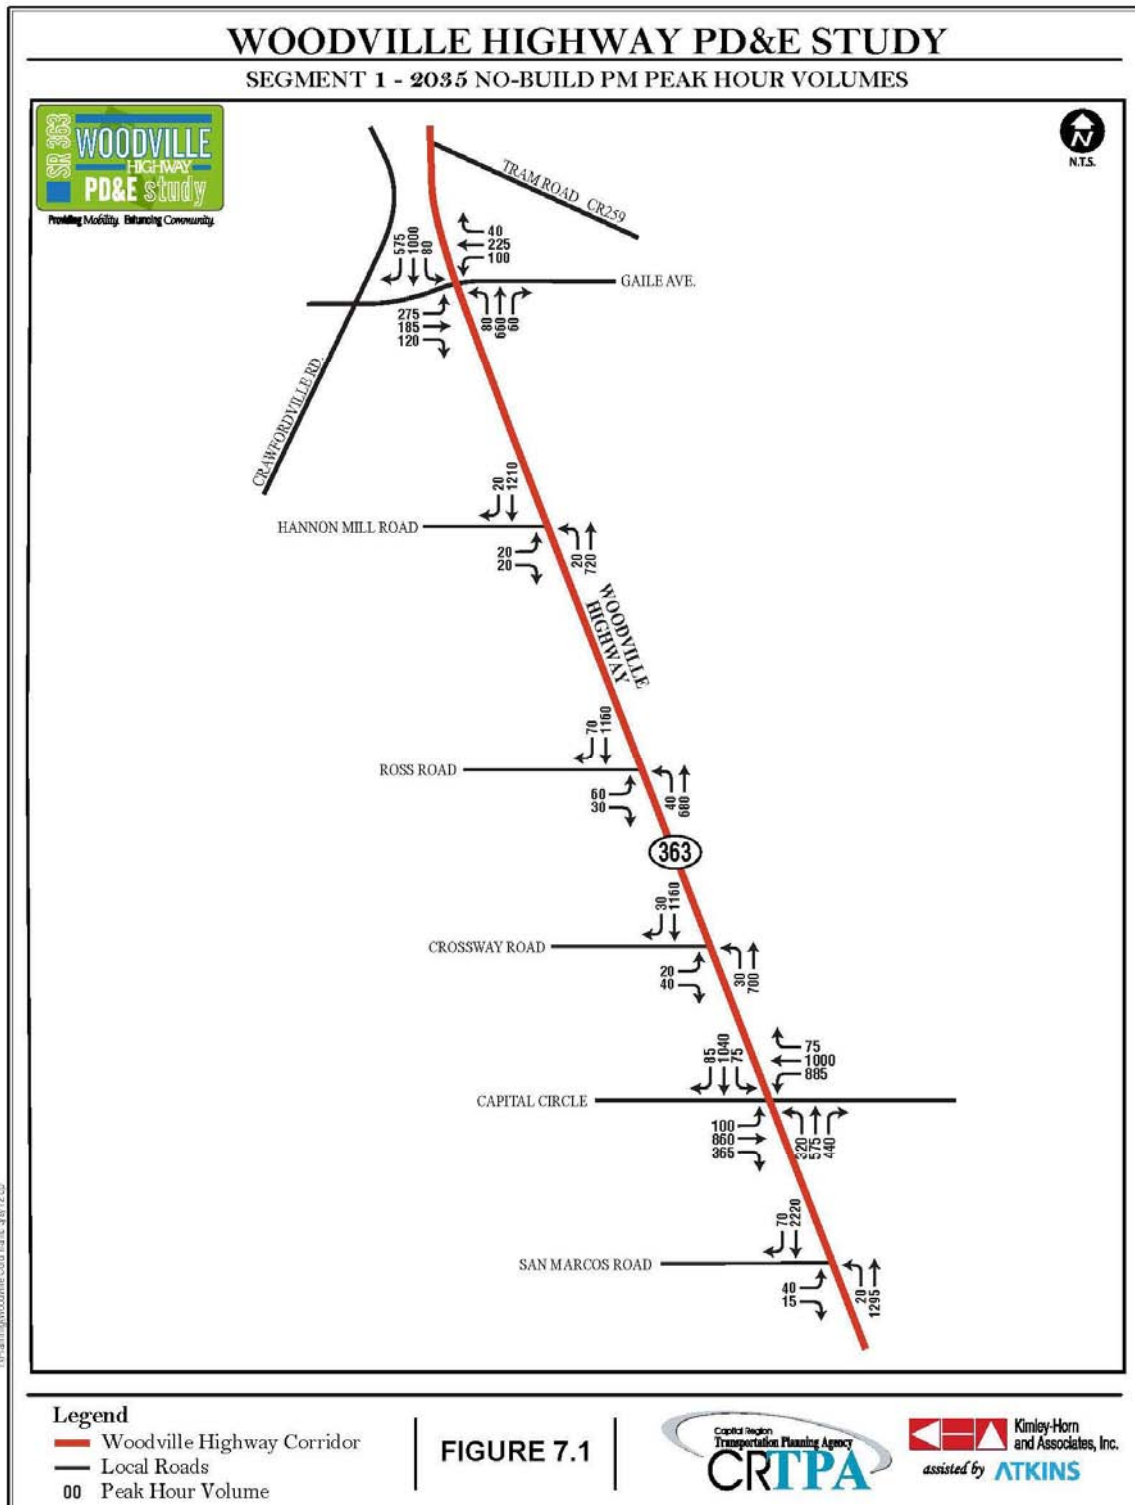 WOODVILLE HIGHWAY PD&E STUDY
SEGMENT 1 - 2035 NO-BUILD PM PEAK HOUR VOLUMES
SR 363
WOODVILLE
HIGHWAY
PD&E study
Providing Mobility. Enhancing Community.
N
N.T.S.
TRAM ROAD CR259
575
1000
80
40
225
100
GAILE AVE.
275
185
120
80
660
60
CRAWFORDVILLE RD.
20
1210
HANNON MILL ROAD
20
20
20
720
WOODVILLE
HIGHWAY
70
1160
ROSS ROAD
60
30
40
680
363
30
1160
CROSSWAY ROAD
20
40
30
700
85
1040
75
75
1000
885
CAPITAL CIRCLE
100
860
365
320
575
440
70
2220
SAN MARCOS ROAD
40
15
20
1295
Legend
Woodville Highway Corridor
Local Roads
00 Peak Hour Volume
FIGURE 7.1
Capital Region
Transportation Planning Agency
CRTPA
Kimley-Horn
and Associates, Inc.
assisted by ATKINS